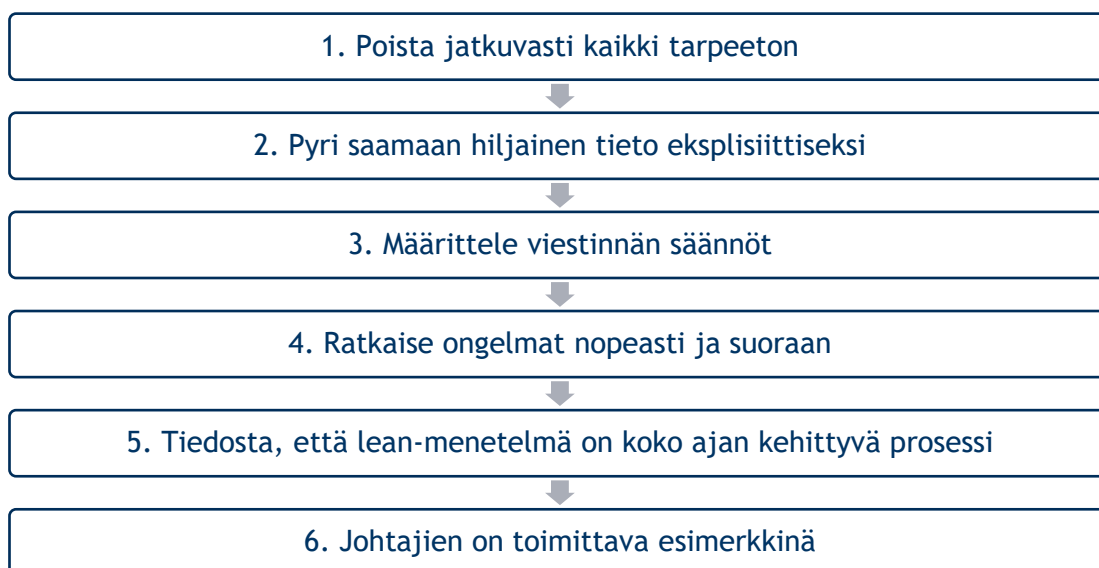 1. Poista jatkuvasti kaikki tarpeeton
2. Pyri saamaan hiljainen tieto eksplisiittiseksi
3. Määrittele viestinnän säännöt
4. Ratkaise ongelmat nopeasti ja suoraan
5. Tiedosta, että lean-menetelmä on koko ajan kehittyvä prosessi
6. Johtajien on toimittava esimerkkinä